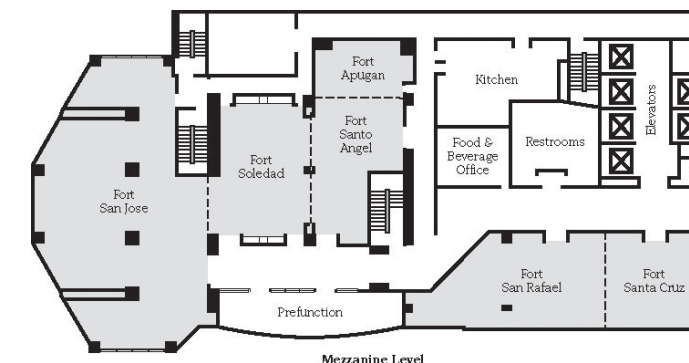 Fort
Apugan
Kitchen
Elevators
Fort
Santo
Angel
Fort
Soledad
Food &
Beverage
Office
Restrooms
Fort
San Jose
Fort
San Rafael
Fort
Santa Cruz
Prefunction
Mezzanine Level